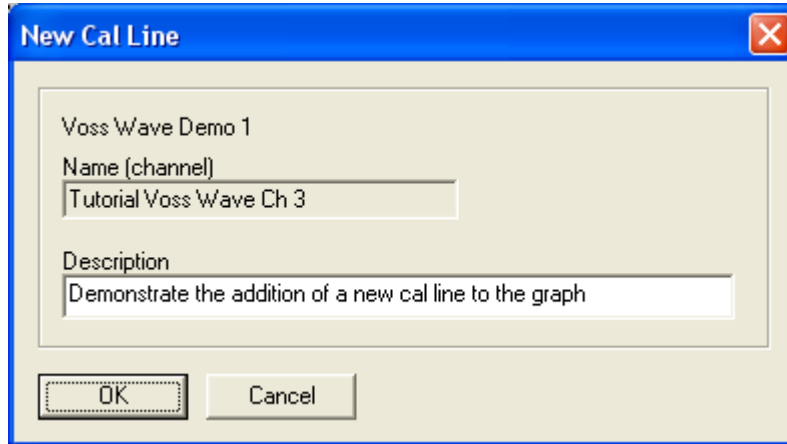 New Cal Line
Voss Wave Demo 1
Name (channel)
Tutorial Voss Wave Ch 3
Description
Demonstrate the addition of a new cal line to the graph
OK
Cancel